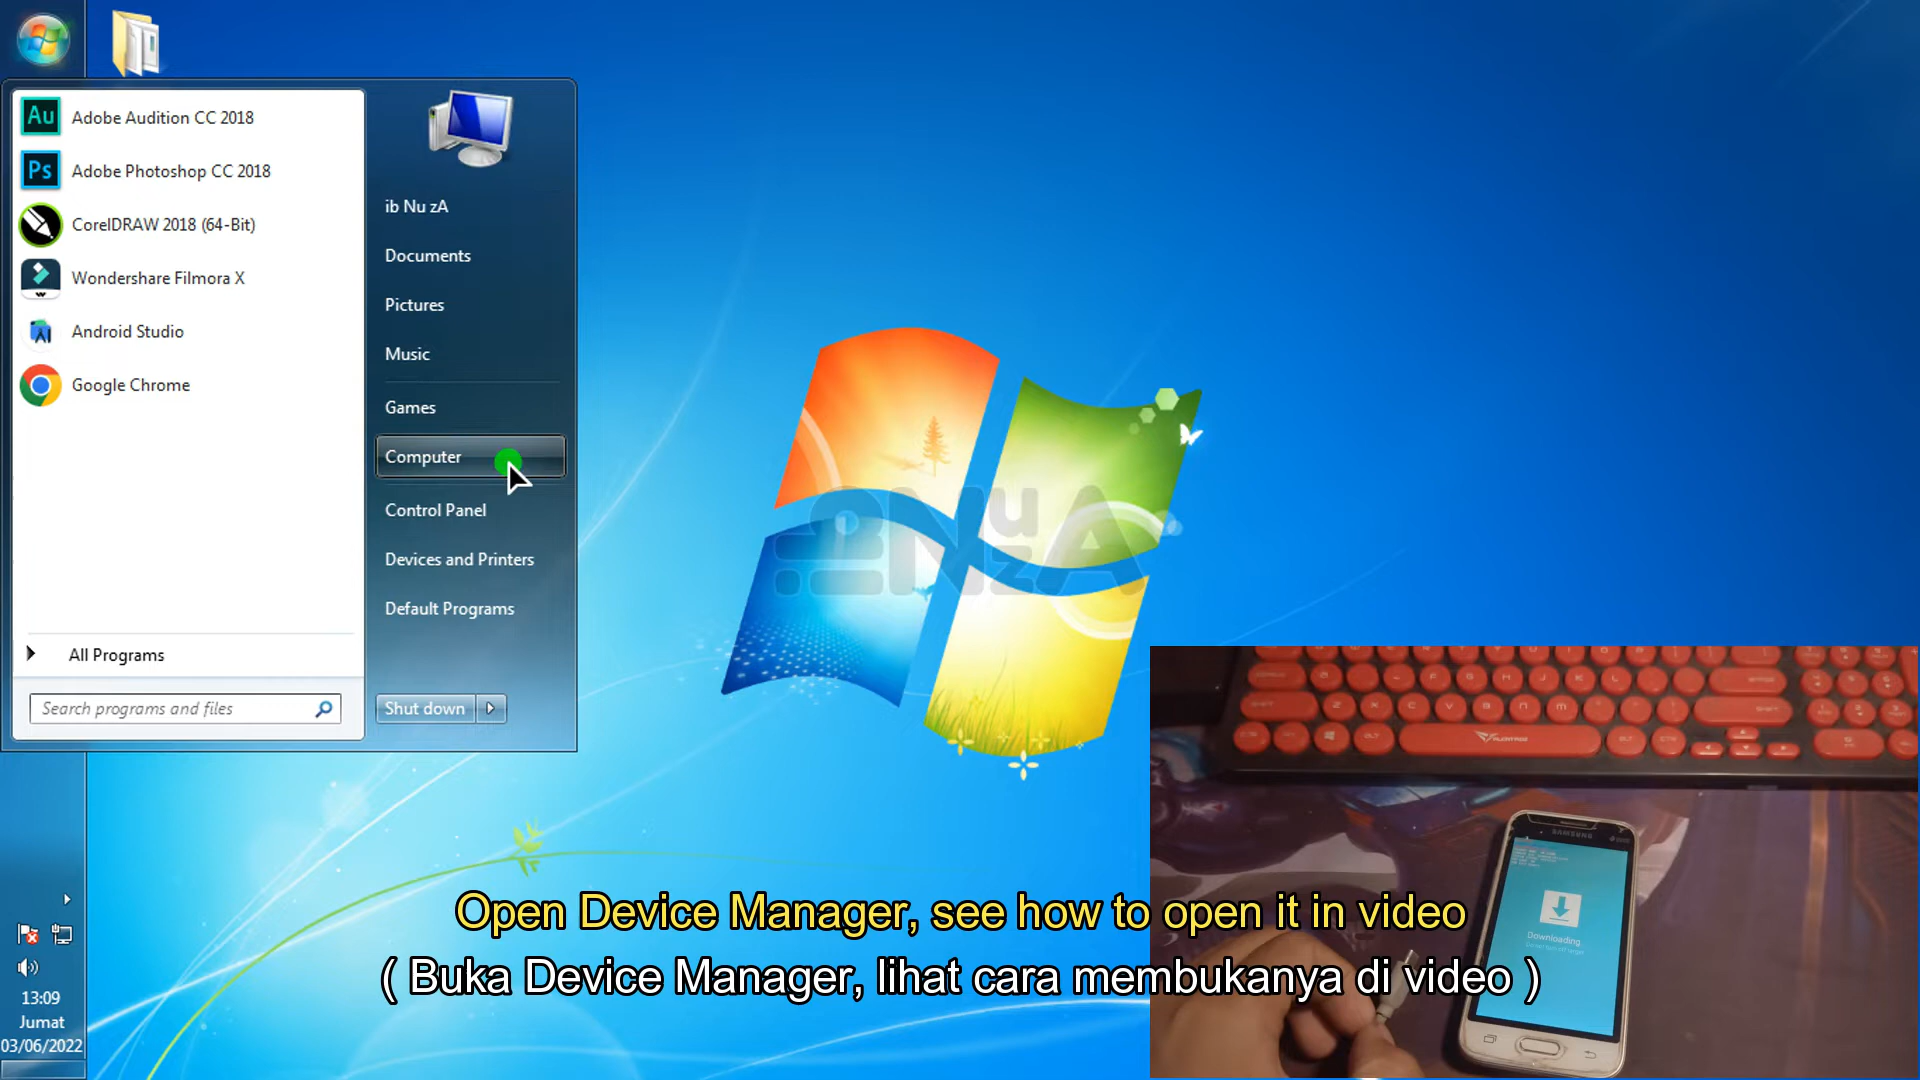 Au Adobe Audition CC 2018
Ps Adobe Photoshop CC 2018
CorelDRAW 2018 (64-Bit)
Wondershare Filmora X
Android Studio
Google Chrome
All Programs
Search programs and files
ib Nu zA
Documents
Pictures
Music
Games
Computer
Control Panel
Devices and Printers
Default Programs
Shut down
SAMSUNG
Downloading...
Open Device Manager, see how to open it in video
( Buka Device Manager, lihat cara membukanya di video )
13:09
Jumat
03/06/2022